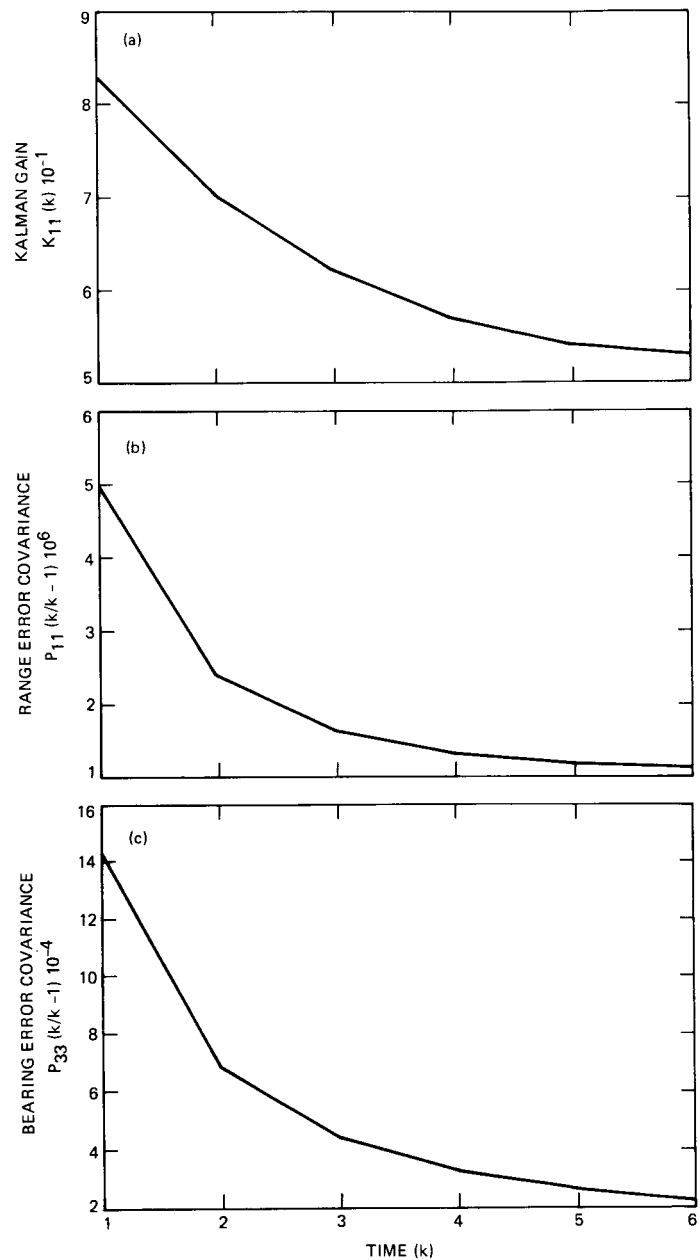 (a)
KALMAN GAIN
K11 (k) 10^-1
9
8
7
6
5
(b)
RANGE ERROR COVARIANCE
P11 (k/k - 1) 10^6
6
5
4
3
2
1
(c)
BEARING ERROR COVARIANCE
P33 (k/k -1) 10^-4
16
14
12
10
8
6
4
2
1 2 3 4 5 6
TIME (k)